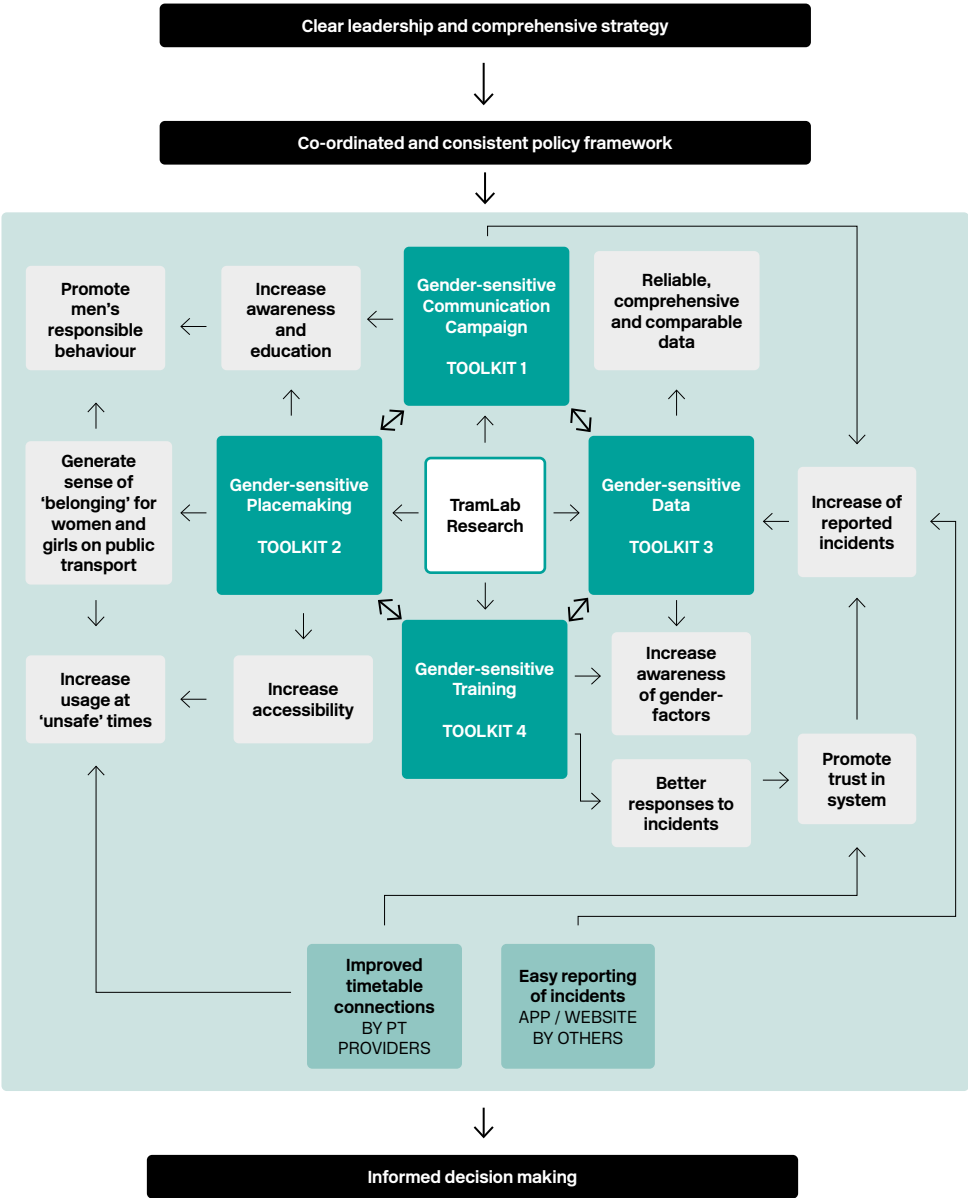 Clear leadership and comprehensive strategy
Co-ordinated and consistent policy framework
Promote
men’s
responsible
behaviour
Increase
awareness
and
education
Gender-sensitive
Communication
Campaign
TOOLKIT 1
Reliable,
comprehensive
and comparable
data
Generate
sense of
‘belonging’ for
women and
girls on public
transport
Gender-sensitive
Placemaking
TOOLKIT 2
TramLab
Research
Gender-sensitive
Data
TOOLKIT 3
Increase of
reported
incidents
Increase
usage at
‘unsafe’ times
Increase
accessibility
Gender-sensitive
Training
TOOLKIT 4
Increase
awareness
of gender-
factors
Better
responses to
incidents
Promote
trust in
system
Improved
timetable
connections
BY PT
PROVIDERS
Easy reporting
of incidents
APP / WEBSITE
BY OTHERS
Informed decision making